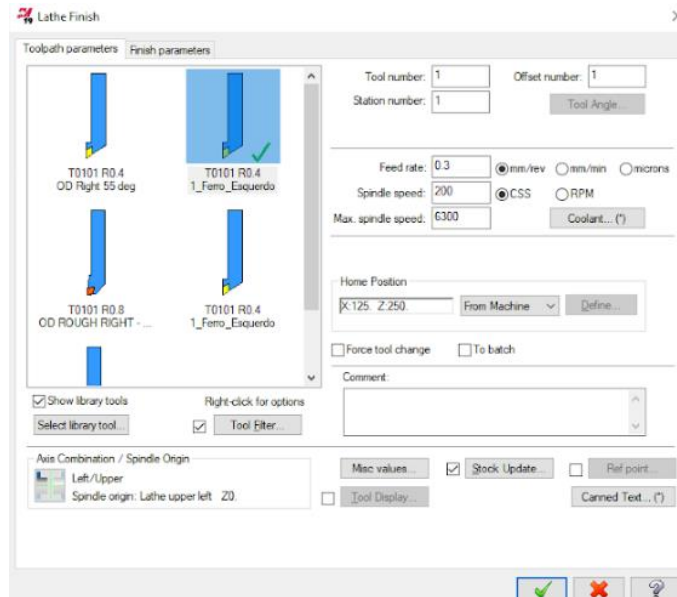 Lathe Finish
Toolpath parameters Finish parameters
T0101 R0.4
OD Right 55 deg
T0101 R0.4
1_Ferro_Esquerdo
T0101 R0.8
OD ROUGH RIGHT - ...
T0101 R0.4
1_Ferro_Esquerdo
Show library tools
Right-click for options
Select library tool...
Tool Filter...
Axis Combination / Spindle Origin
Left/Upper
Spindle origin: Lathe upper left Z0.
Tool number: 1
Offset number: 1
Station number: 1
Tool Angle...
Feed rate: 0.3 mm/rev mm/min microns
Spindle speed: 200 CSS RPM
Max. spindle speed: 6300
Coolant... (*)
Home Position
X:125. Z:250. From Machine Define...
Force tool change To batch
Comment:
Misc values... Stock Update... Ref point...
Tool Display... Canned Text... (*)